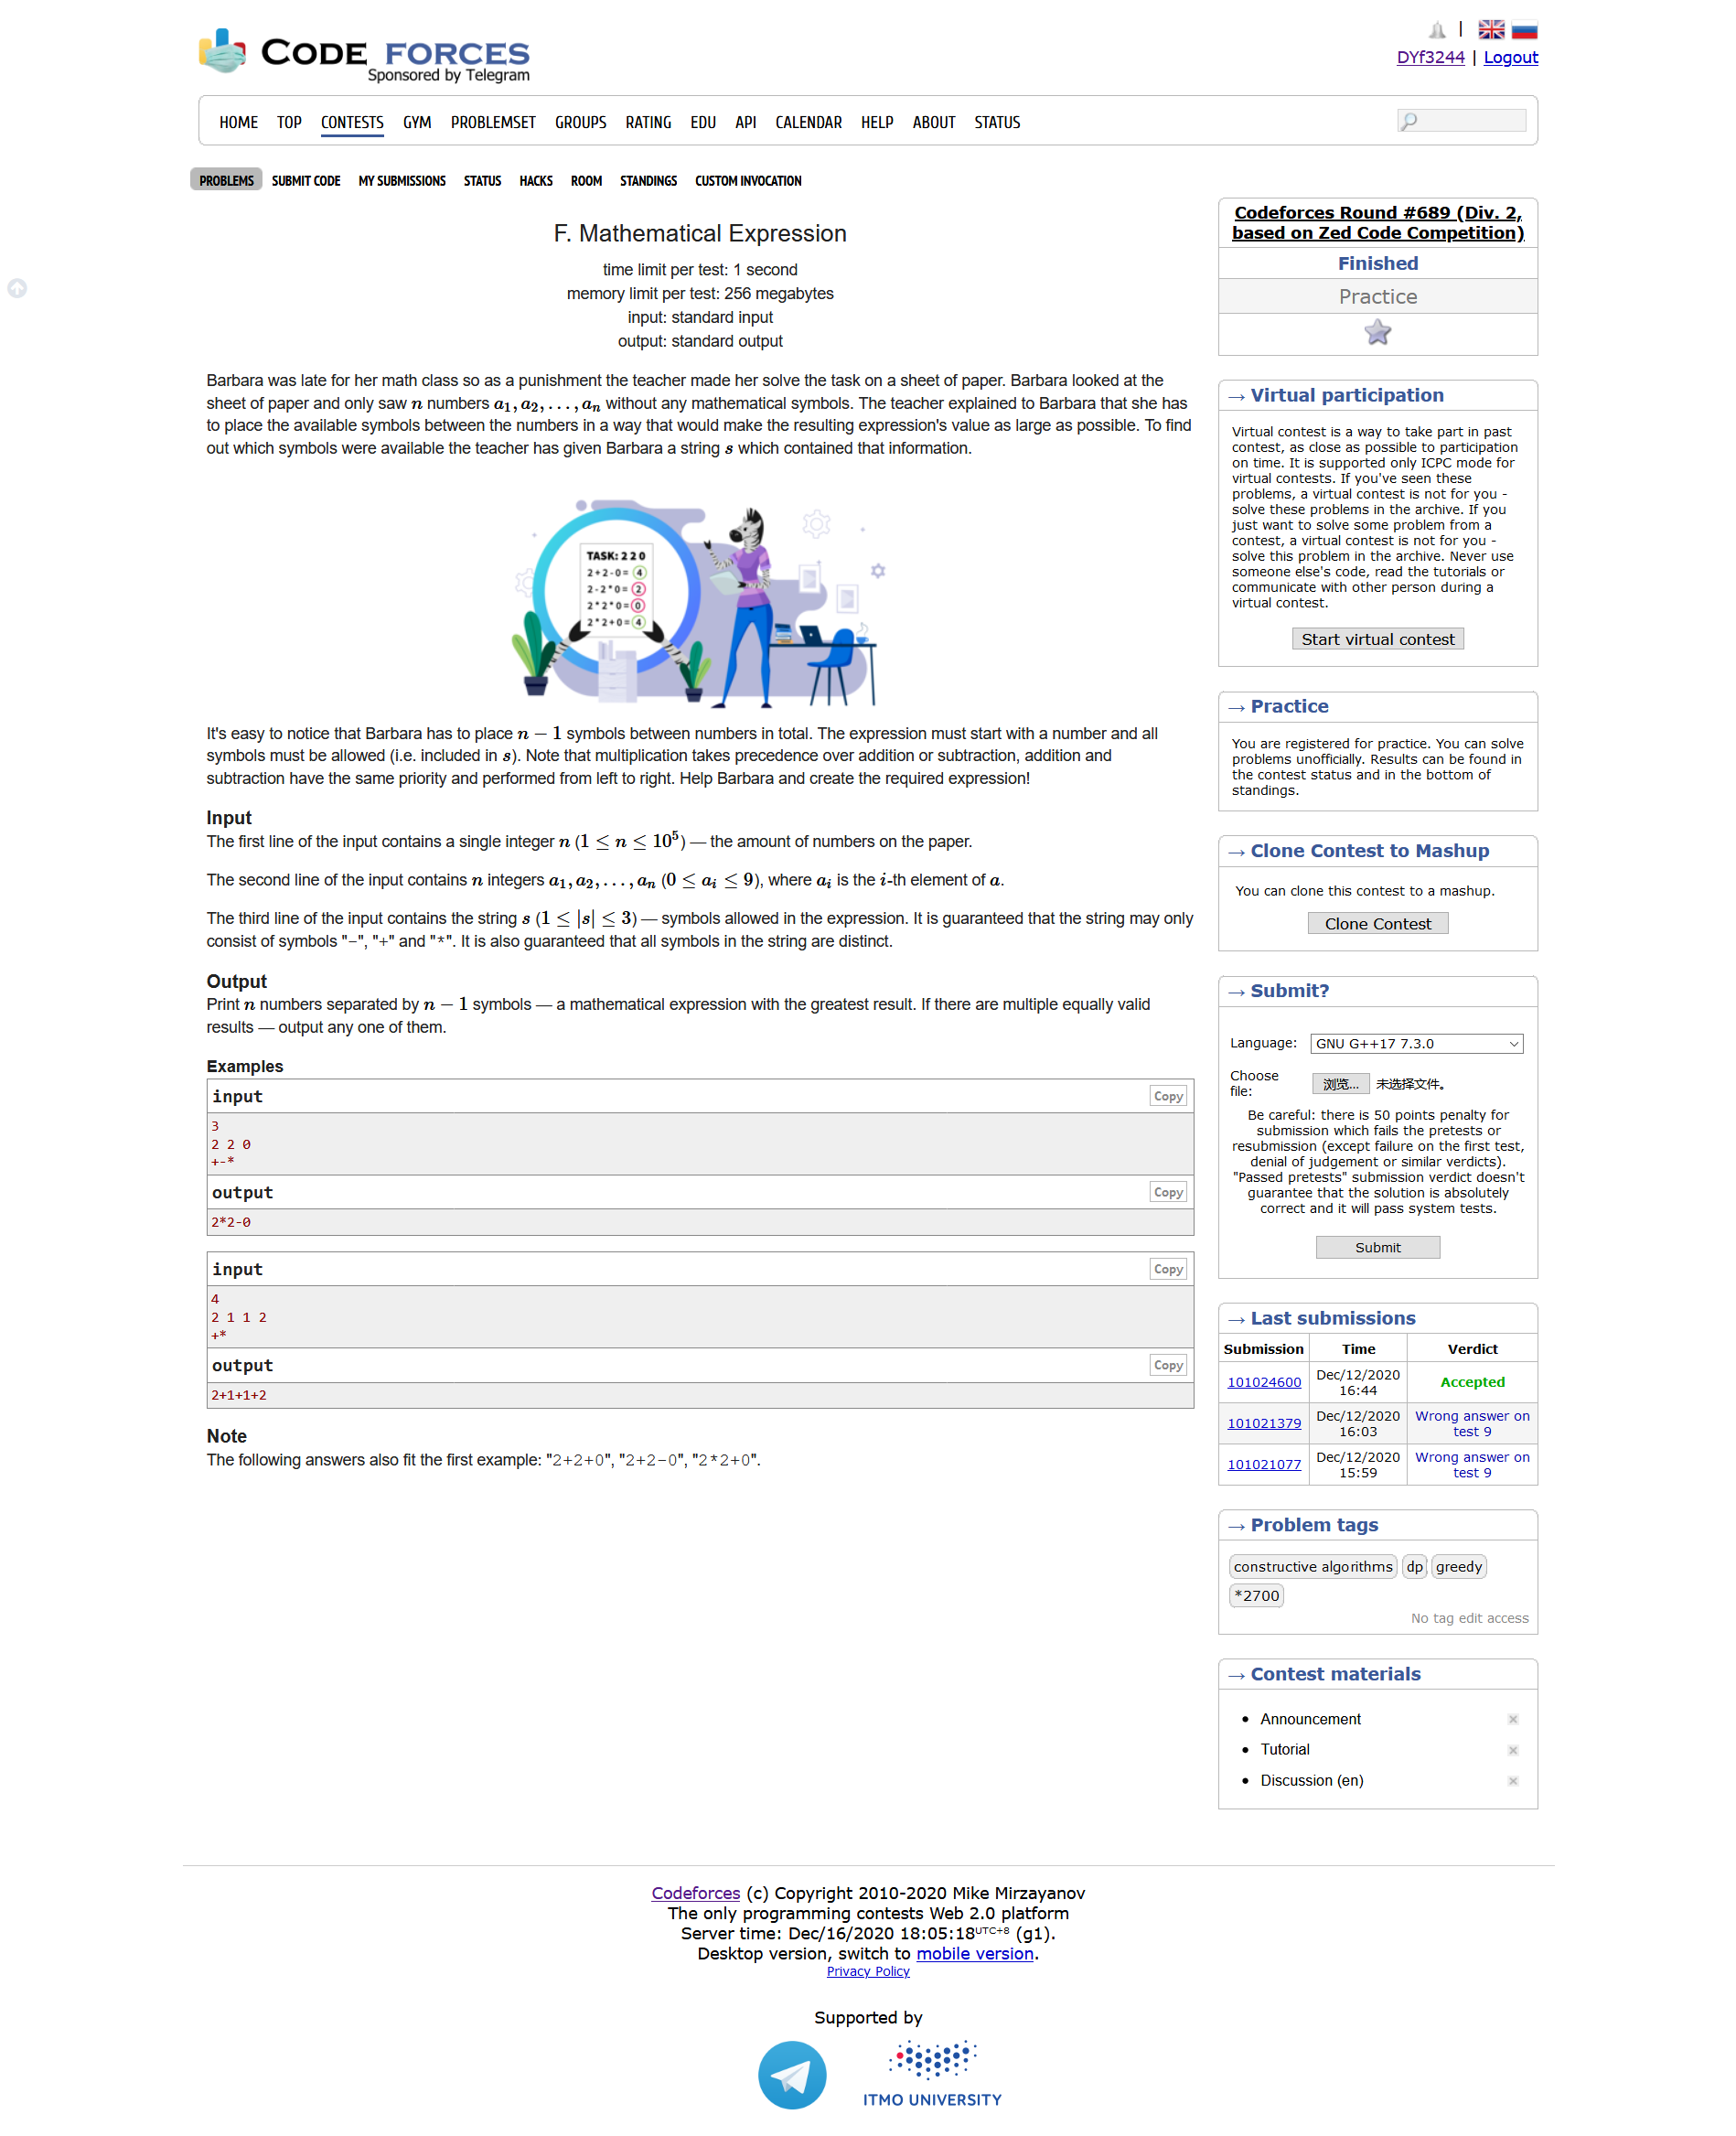 CODE FORCES
Sponsored by Telegram
|
DYf3244 | Logout
HOME TOP CONTESTS GYM PROBLEMSET GROUPS RATING EDU API CALENDAR HELP ABOUT STATUS
PROBLEMS SUBMIT CODE MY SUBMISSIONS STATUS HACKS ROOM STANDINGS CUSTOM INVOCATION
F. Mathematical Expression
time limit per test: 1 second
memory limit per test: 256 megabytes
input: standard input
output: standard output
Barbara was late for her math class so as a punishment the teacher made her solve the task on a sheet of paper. Barbara looked at the
sheet of paper and only saw n numbers a₁, a₂, . . . , aₙ without any mathematical symbols. The teacher explained to Barbara that she has
to place the available symbols between the numbers in a way that would make the resulting expression's value as large as possible. To find
out which symbols were available the teacher has given Barbara a string s which contained that information.
TASK: 2 2 0
2 + 2 - 0 = 4
2 - 2 * 0 = 2
2 * 2 * 0 = 0
2 * 2 + 0 = 4
It's easy to notice that Barbara has to place n − 1 symbols between numbers in total. The expression must start with a number and all
symbols must be allowed (i.e. included in s). Note that multiplication takes precedence over addition or subtraction, addition and
subtraction have the same priority and performed from left to right. Help Barbara and create the required expression!
Input
The first line of the input contains a single integer n (1 ≤ n ≤ 10⁵) — the amount of numbers on the paper.
The second line of the input contains n integers a₁, a₂, . . . , aₙ (0 ≤ aᵢ ≤ 9), where aᵢ is the i-th element of a.
The third line of the input contains the string s (1 ≤ |s| ≤ 3) — symbols allowed in the expression. It is guaranteed that the string may only
consist of symbols "-", "+" and "*". It is also guaranteed that all symbols in the string are distinct.
Output
Print n numbers separated by n − 1 symbols — a mathematical expression with the greatest result. If there are multiple equally valid
results — output any one of them.
Examples
input Copy
3
2 2 0
+-*
output Copy
2*2-0
input Copy
4
2 1 1 2
+*
output Copy
2+1+1+2
Note
The following answers also fit the first example: "2+2+0", "2+2-0", "2*2+0".
Codeforces Round #689 (Div. 2,
based on Zed Code Competition)
Finished
Practice
→ Virtual participation
Virtual contest is a way to take part in past
contest, as close as possible to participation
on time. It is supported only ICPC mode for
virtual contests. If you've seen these
problems, a virtual contest is not for you -
solve these problems in the archive. If you
just want to solve some problem from a
contest, a virtual contest is not for you -
solve this problem in the archive. Never use
someone else's code, read the tutorials or
communicate with other person during a
virtual contest.
Start virtual contest
→ Practice
You are registered for practice. You can solve
problems unofficially. Results can be found in
the contest status and in the bottom of
standings.
→ Clone Contest to Mashup
You can clone this contest to a mashup.
Clone Contest
→ Submit?
Language: GNU G++17 7.3.0
Choose
file: 浏览... 未选择文件。
Be careful: there is 50 points penalty for
submission which fails the pretests or
resubmission (except failure on the first test,
denial of judgement or similar verdicts).
"Passed pretests" submission verdict doesn't
guarantee that the solution is absolutely
correct and it will pass system tests.
Submit
→ Last submissions
Submission Time Verdict
101024600 Dec/12/2020 16:44 Accepted
101021379 Dec/12/2020 16:03 Wrong answer on test 9
101021077 Dec/12/2020 15:59 Wrong answer on test 9
→ Problem tags
constructive algorithms dp greedy
*2700
No tag edit access
→ Contest materials
Announcement
Tutorial
Discussion (en)
Codeforces (c) Copyright 2010-2020 Mike Mirzayanov
The only programming contests Web 2.0 platform
Server time: Dec/16/2020 18:05:18 UTC+8 (g1).
Desktop version, switch to mobile version.
Privacy Policy
Supported by
ITMO UNIVERSITY